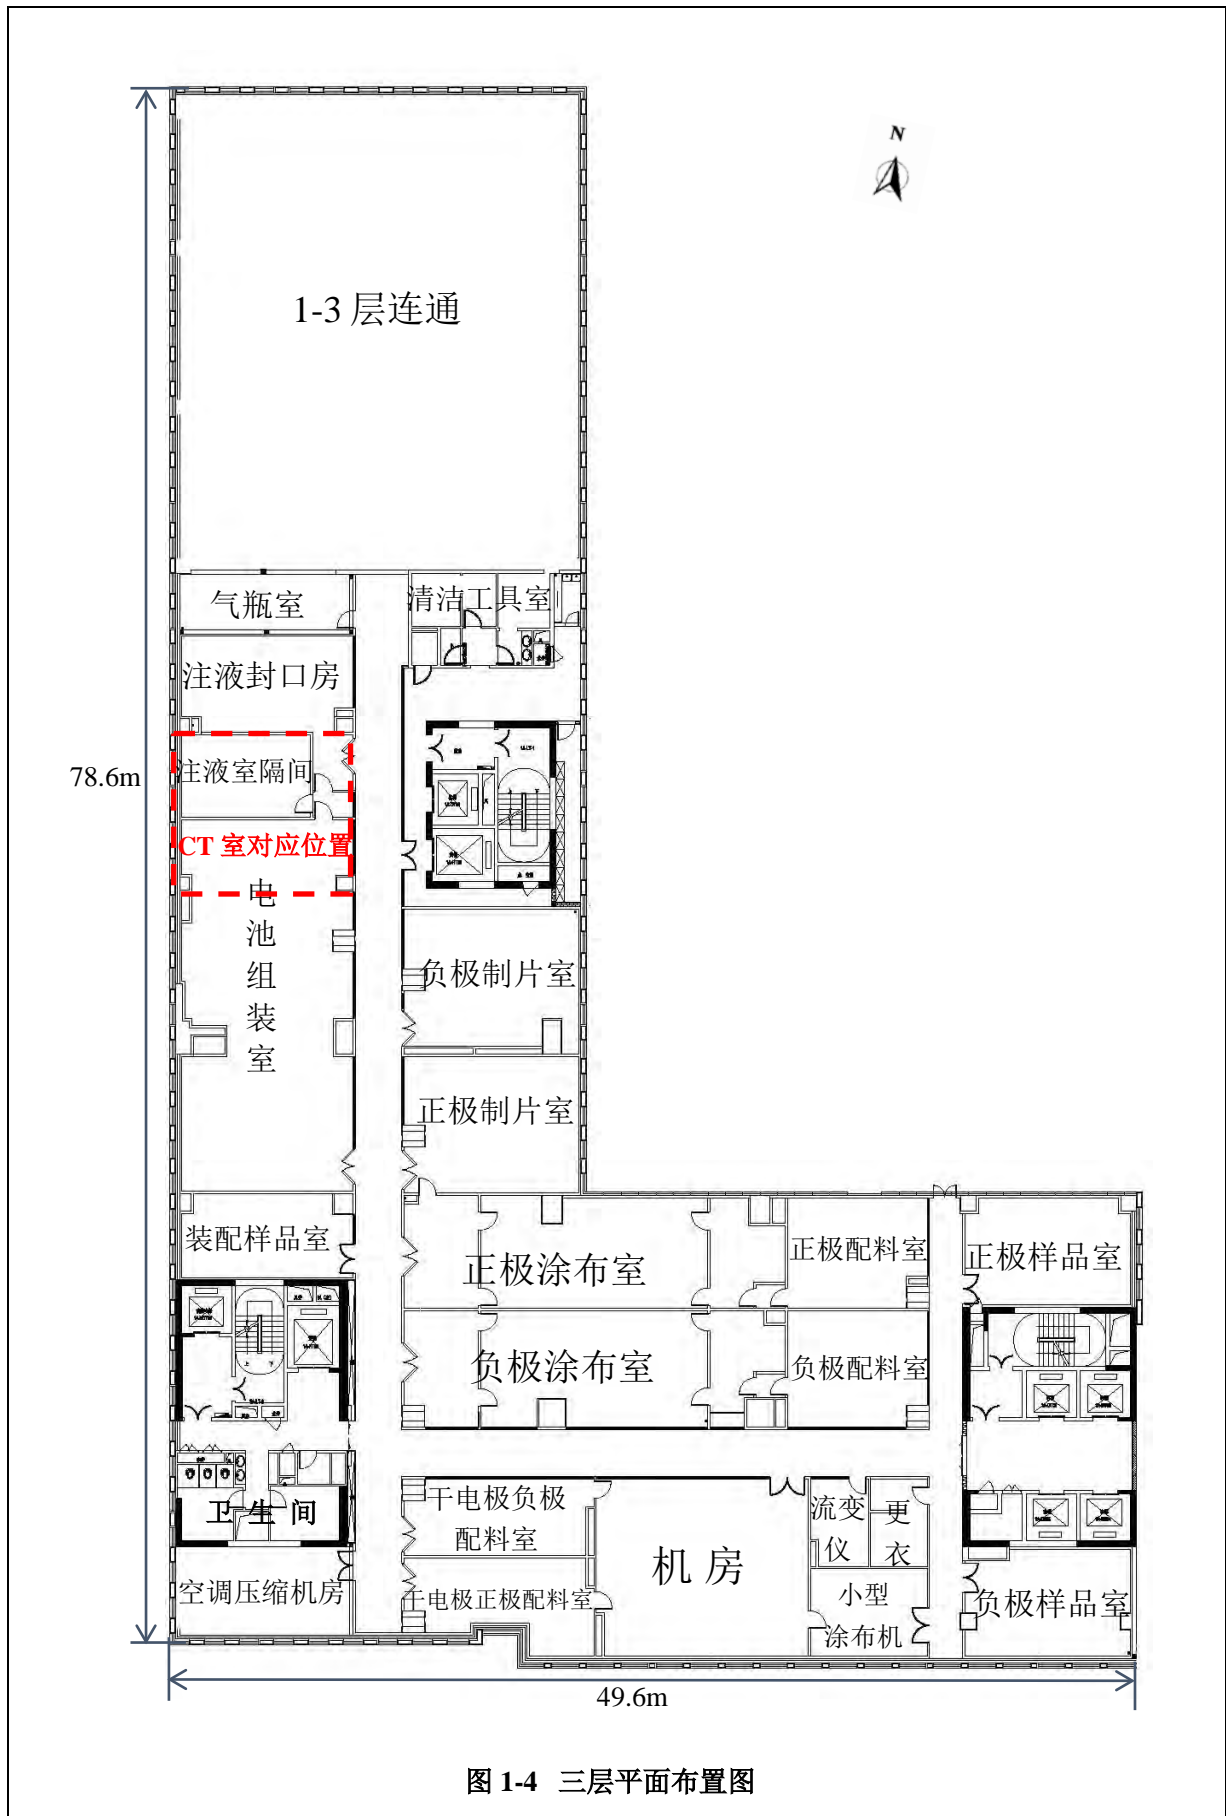 N
1-3 层连通
气瓶室
清洁工具室
注液封口房
78.6m
注液室隔间
CT 室对应位置
电
池
组
装
室
负极制片室
正极制片室
装配样品室
正极涂布室
正极配料室
正极样品室
负极涂布室
负极配料室
上 下
卫 生 间
干电极负极
配料室
机 房
流变
仪
更
衣
空调压缩机房
干电极正极配料室
小型
涂布机
负极样品室
49.6m
图 1-4 三层平面布置图